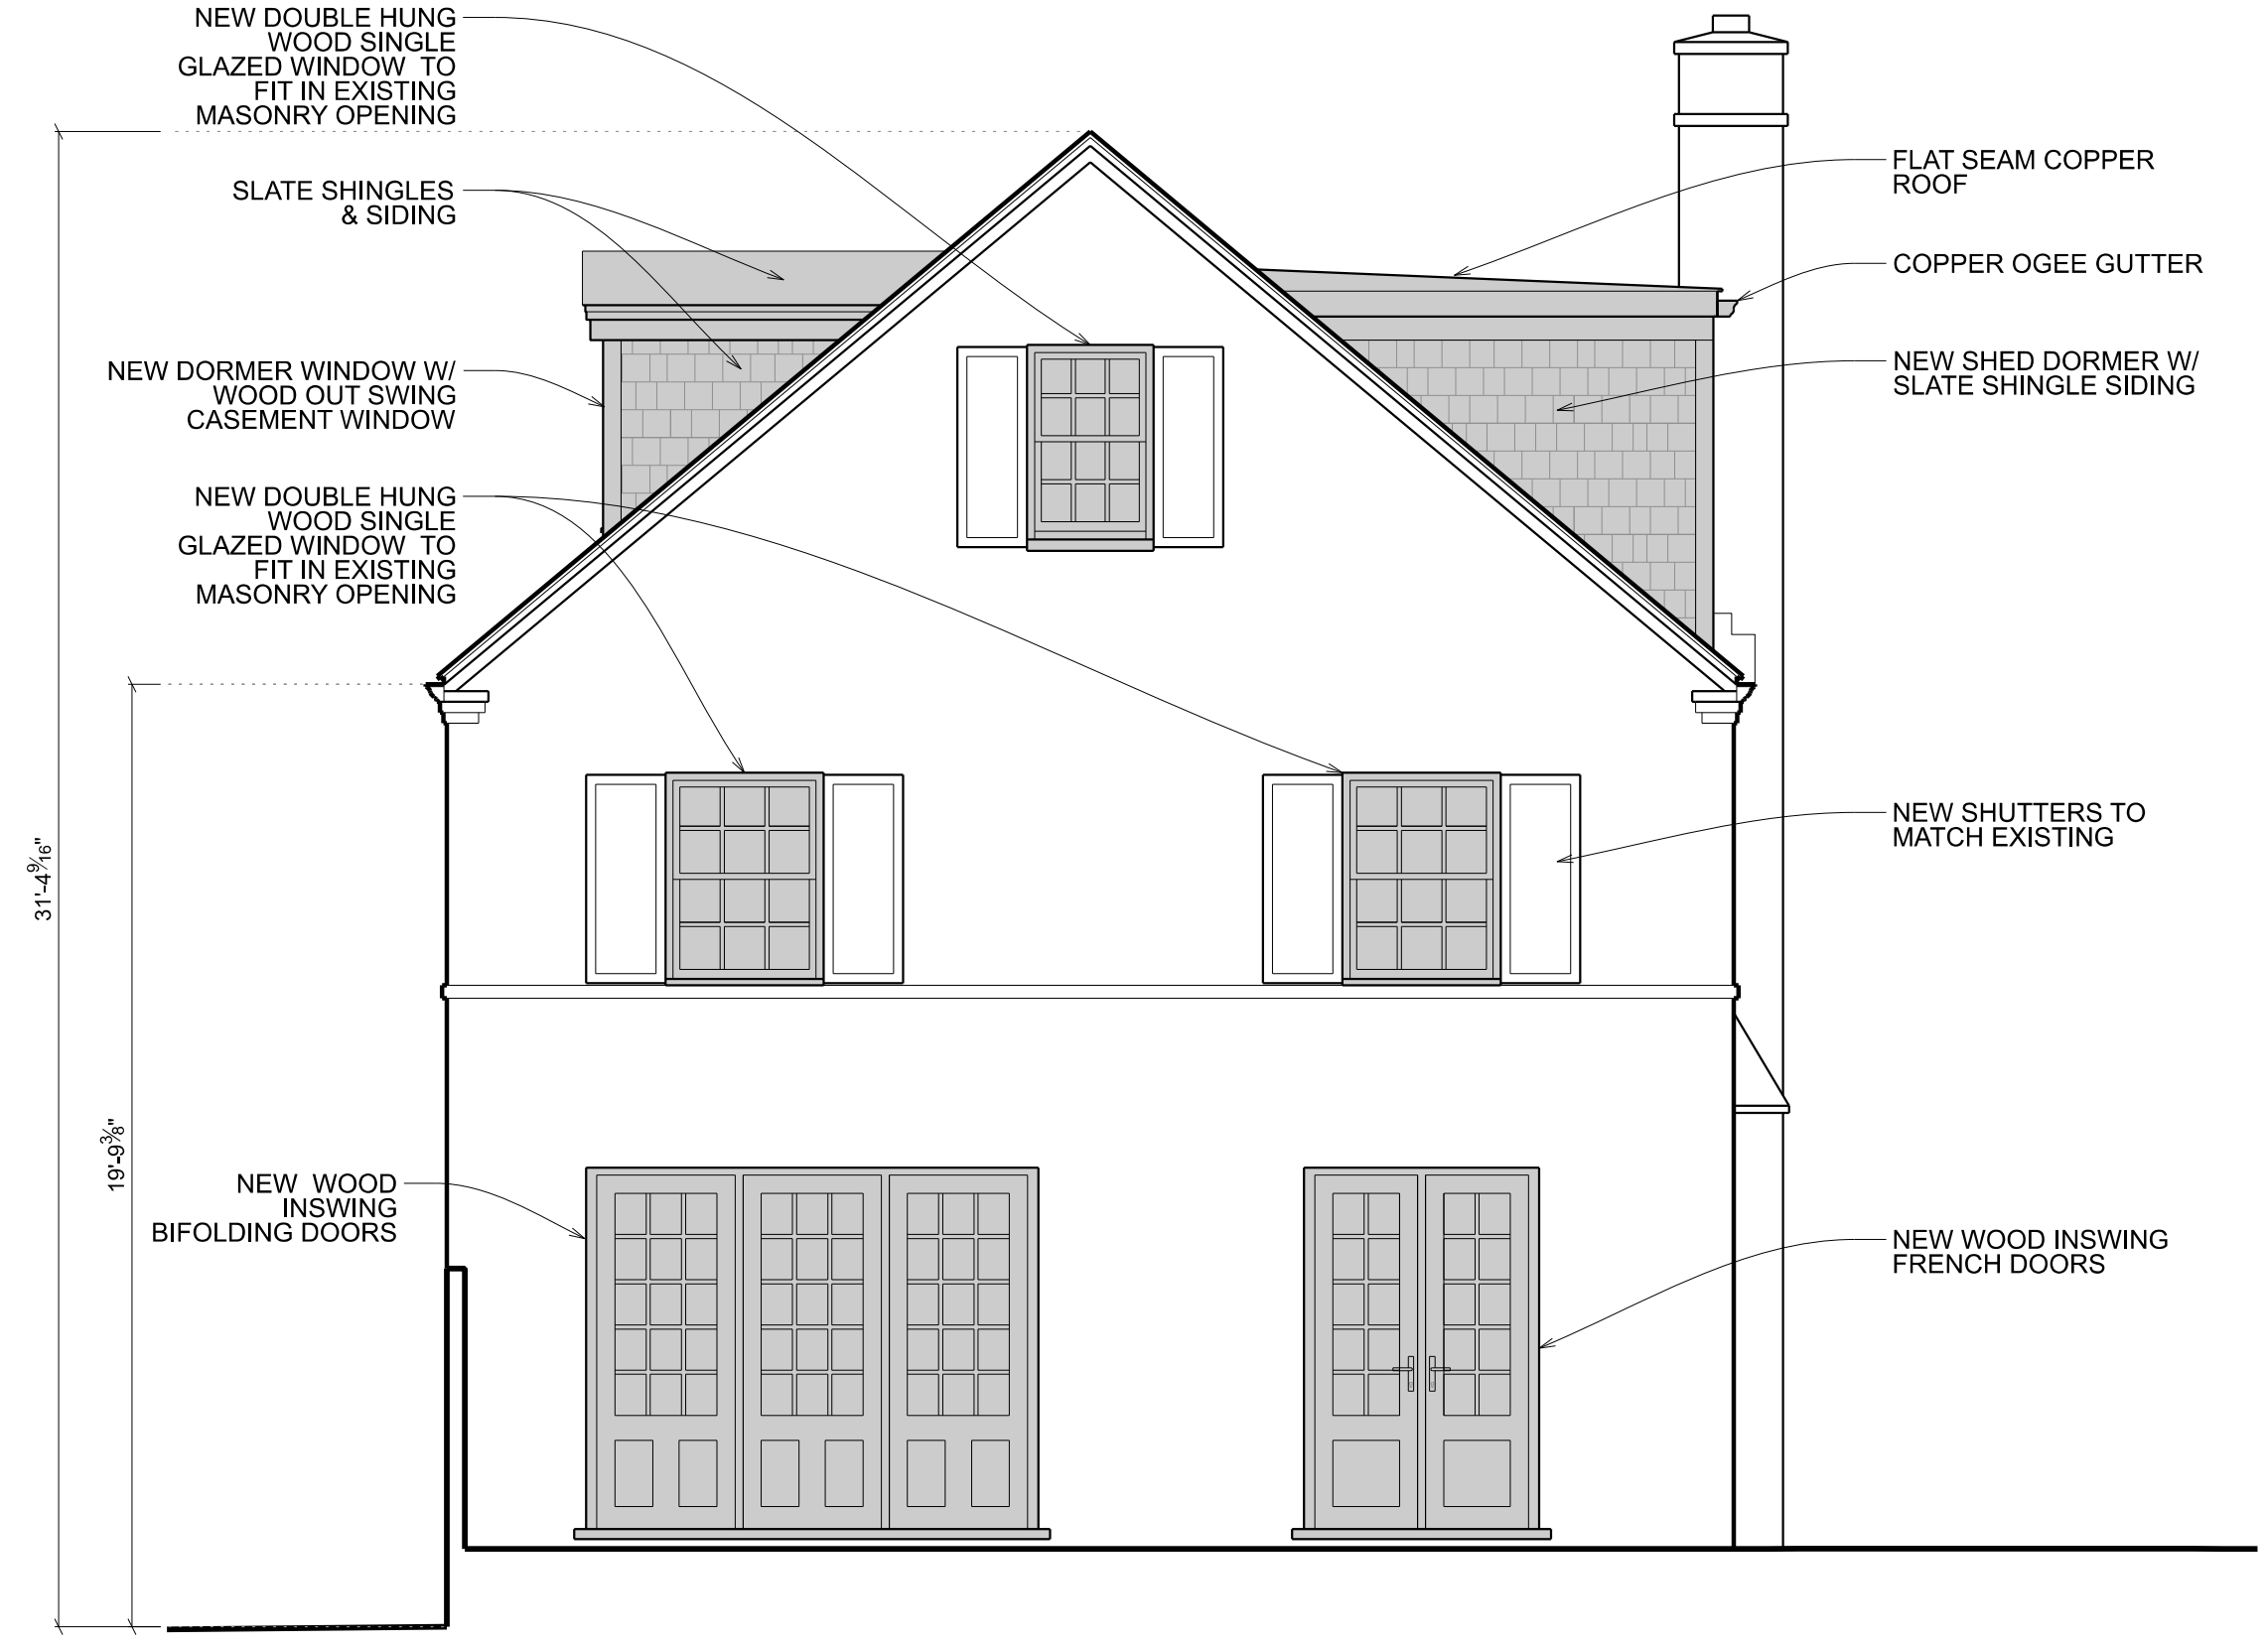 NEW DOUBLE HUNG
WOOD SINGLE
GLAZED WINDOW TO
FIT IN EXISTING
MASONRY OPENING
SLATE SHINGLES
& SIDING
NEW DORMER WINDOW W/
WOOD OUT SWING
CASEMENT WINDOW
NEW DOUBLE HUNG
WOOD SINGLE
GLAZED WINDOW TO
FIT IN EXISTING
MASONRY OPENING
31'-4 9/16"
19'-9 3/8"
NEW WOOD
INSWING
BIFOLDING DOORS
FLAT SEAM COPPER
ROOF
COPPER OGEE GUTTER
NEW SHED DORMER W/
SLATE SHINGLE SIDING
NEW SHUTTERS TO
MATCH EXISTING
NEW WOOD INSWING
FRENCH DOORS